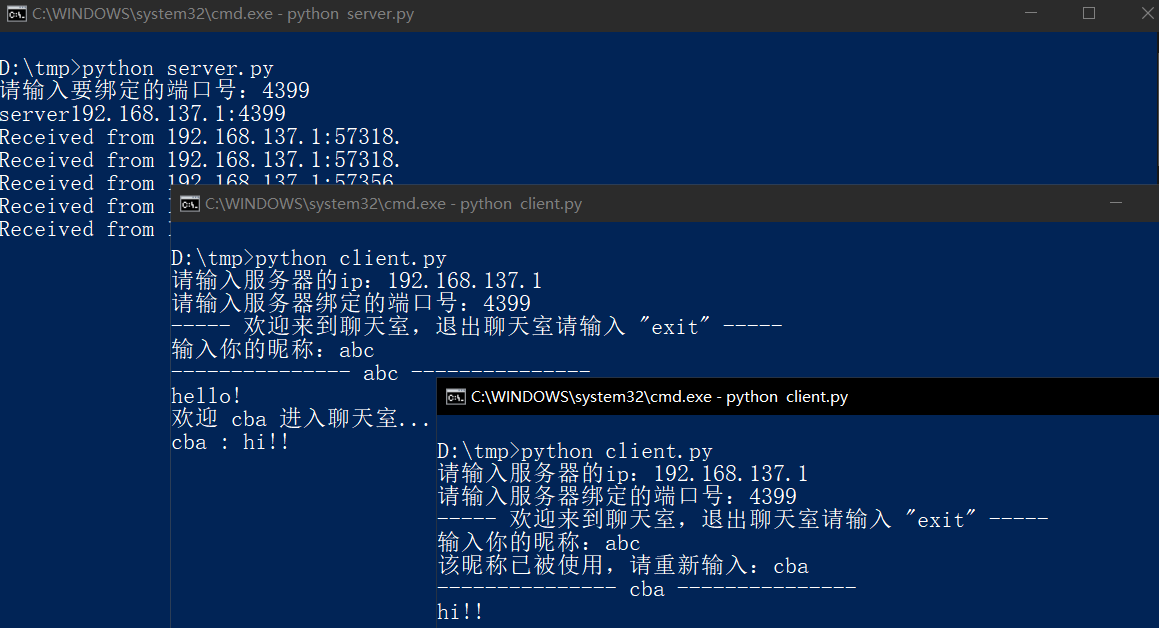 C:\WINDOWS\system32\cmd.exe - python  server.py
D:\tmp>python server.py
请输入要绑定的端口号：4399
server192.168.137.1:4399
Received from 192.168.137.1:57318.
Received from 192.168.137.1:57318.
Received from 192.168.137.1:57356
Received from
Received from
C:\WINDOWS\system32\cmd.exe - python  client.py
D:\tmp>python client.py
请输入服务器的ip：192.168.137.1
请输入服务器绑定的端口号：4399
----- 欢迎来到聊天室，退出聊天室请输入 "exit" -----
输入你的昵称：abc
--------------- abc ---------------
hello!
欢迎 cba 进入聊天室...
cba : hi!!
C:\WINDOWS\system32\cmd.exe - python  client.py
D:\tmp>python client.py
请输入服务器的ip：192.168.137.1
请输入服务器绑定的端口号：4399
----- 欢迎来到聊天室，退出聊天室请输入 "exit" -----
输入你的昵称：abc
该昵称已被使用，请重新输入：cba
--------------- cba ---------------
hi!!